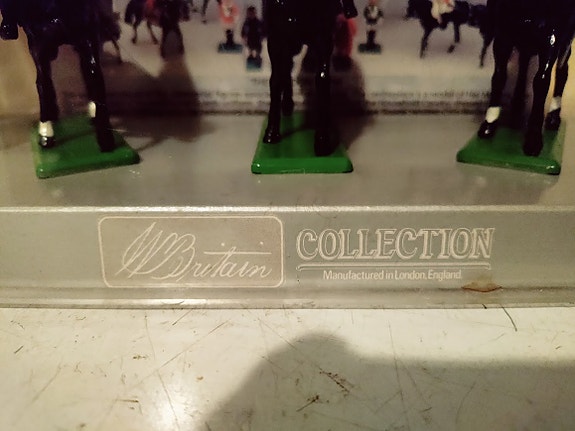 W Britain
COLLECTION
Manufactured in London, England